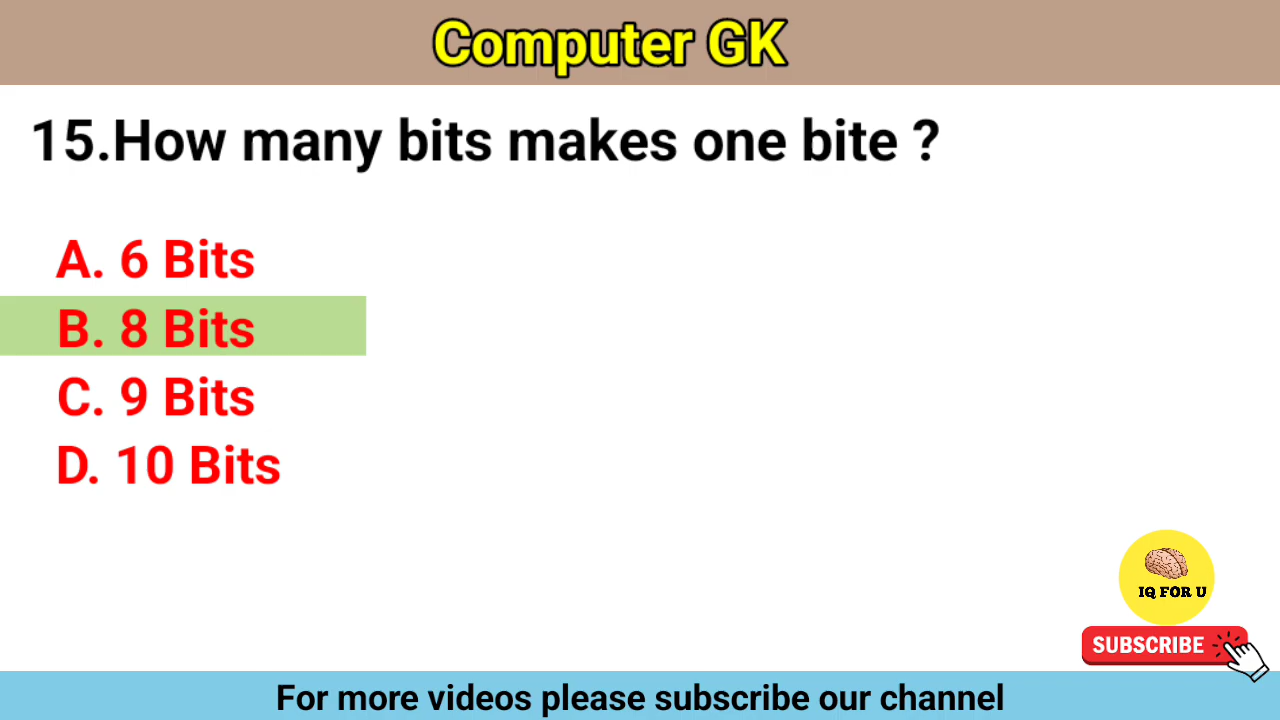 Computer GK
15.How many bits makes one bite ?
A. 6 Bits
B. 8 Bits
C. 9 Bits
D. 10 Bits
IQ FOR U
SUBSCRIBE
For more videos please subscribe our channel